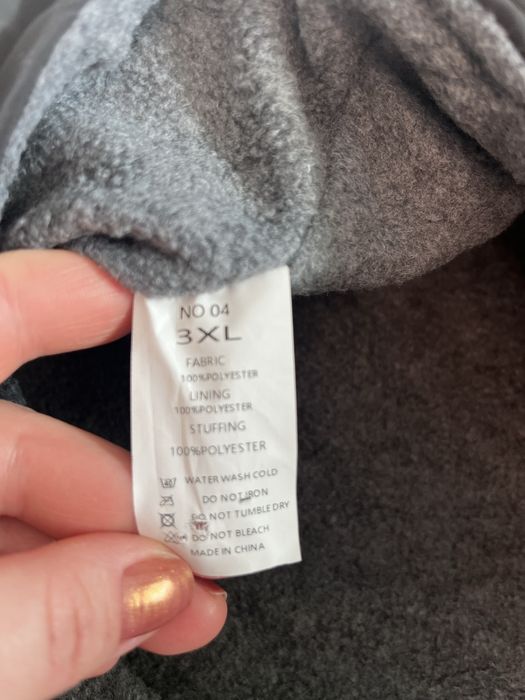 NO 04
3XL
FABRIC
100%POLYESTER
LINING
100%POLYESTER
STUFFING
100%POLYESTER
WATER WASH COLD
DO NOT IRON
DO NOT TUMBLE DRY
DO NOT BLEACH
MADE IN CHINA